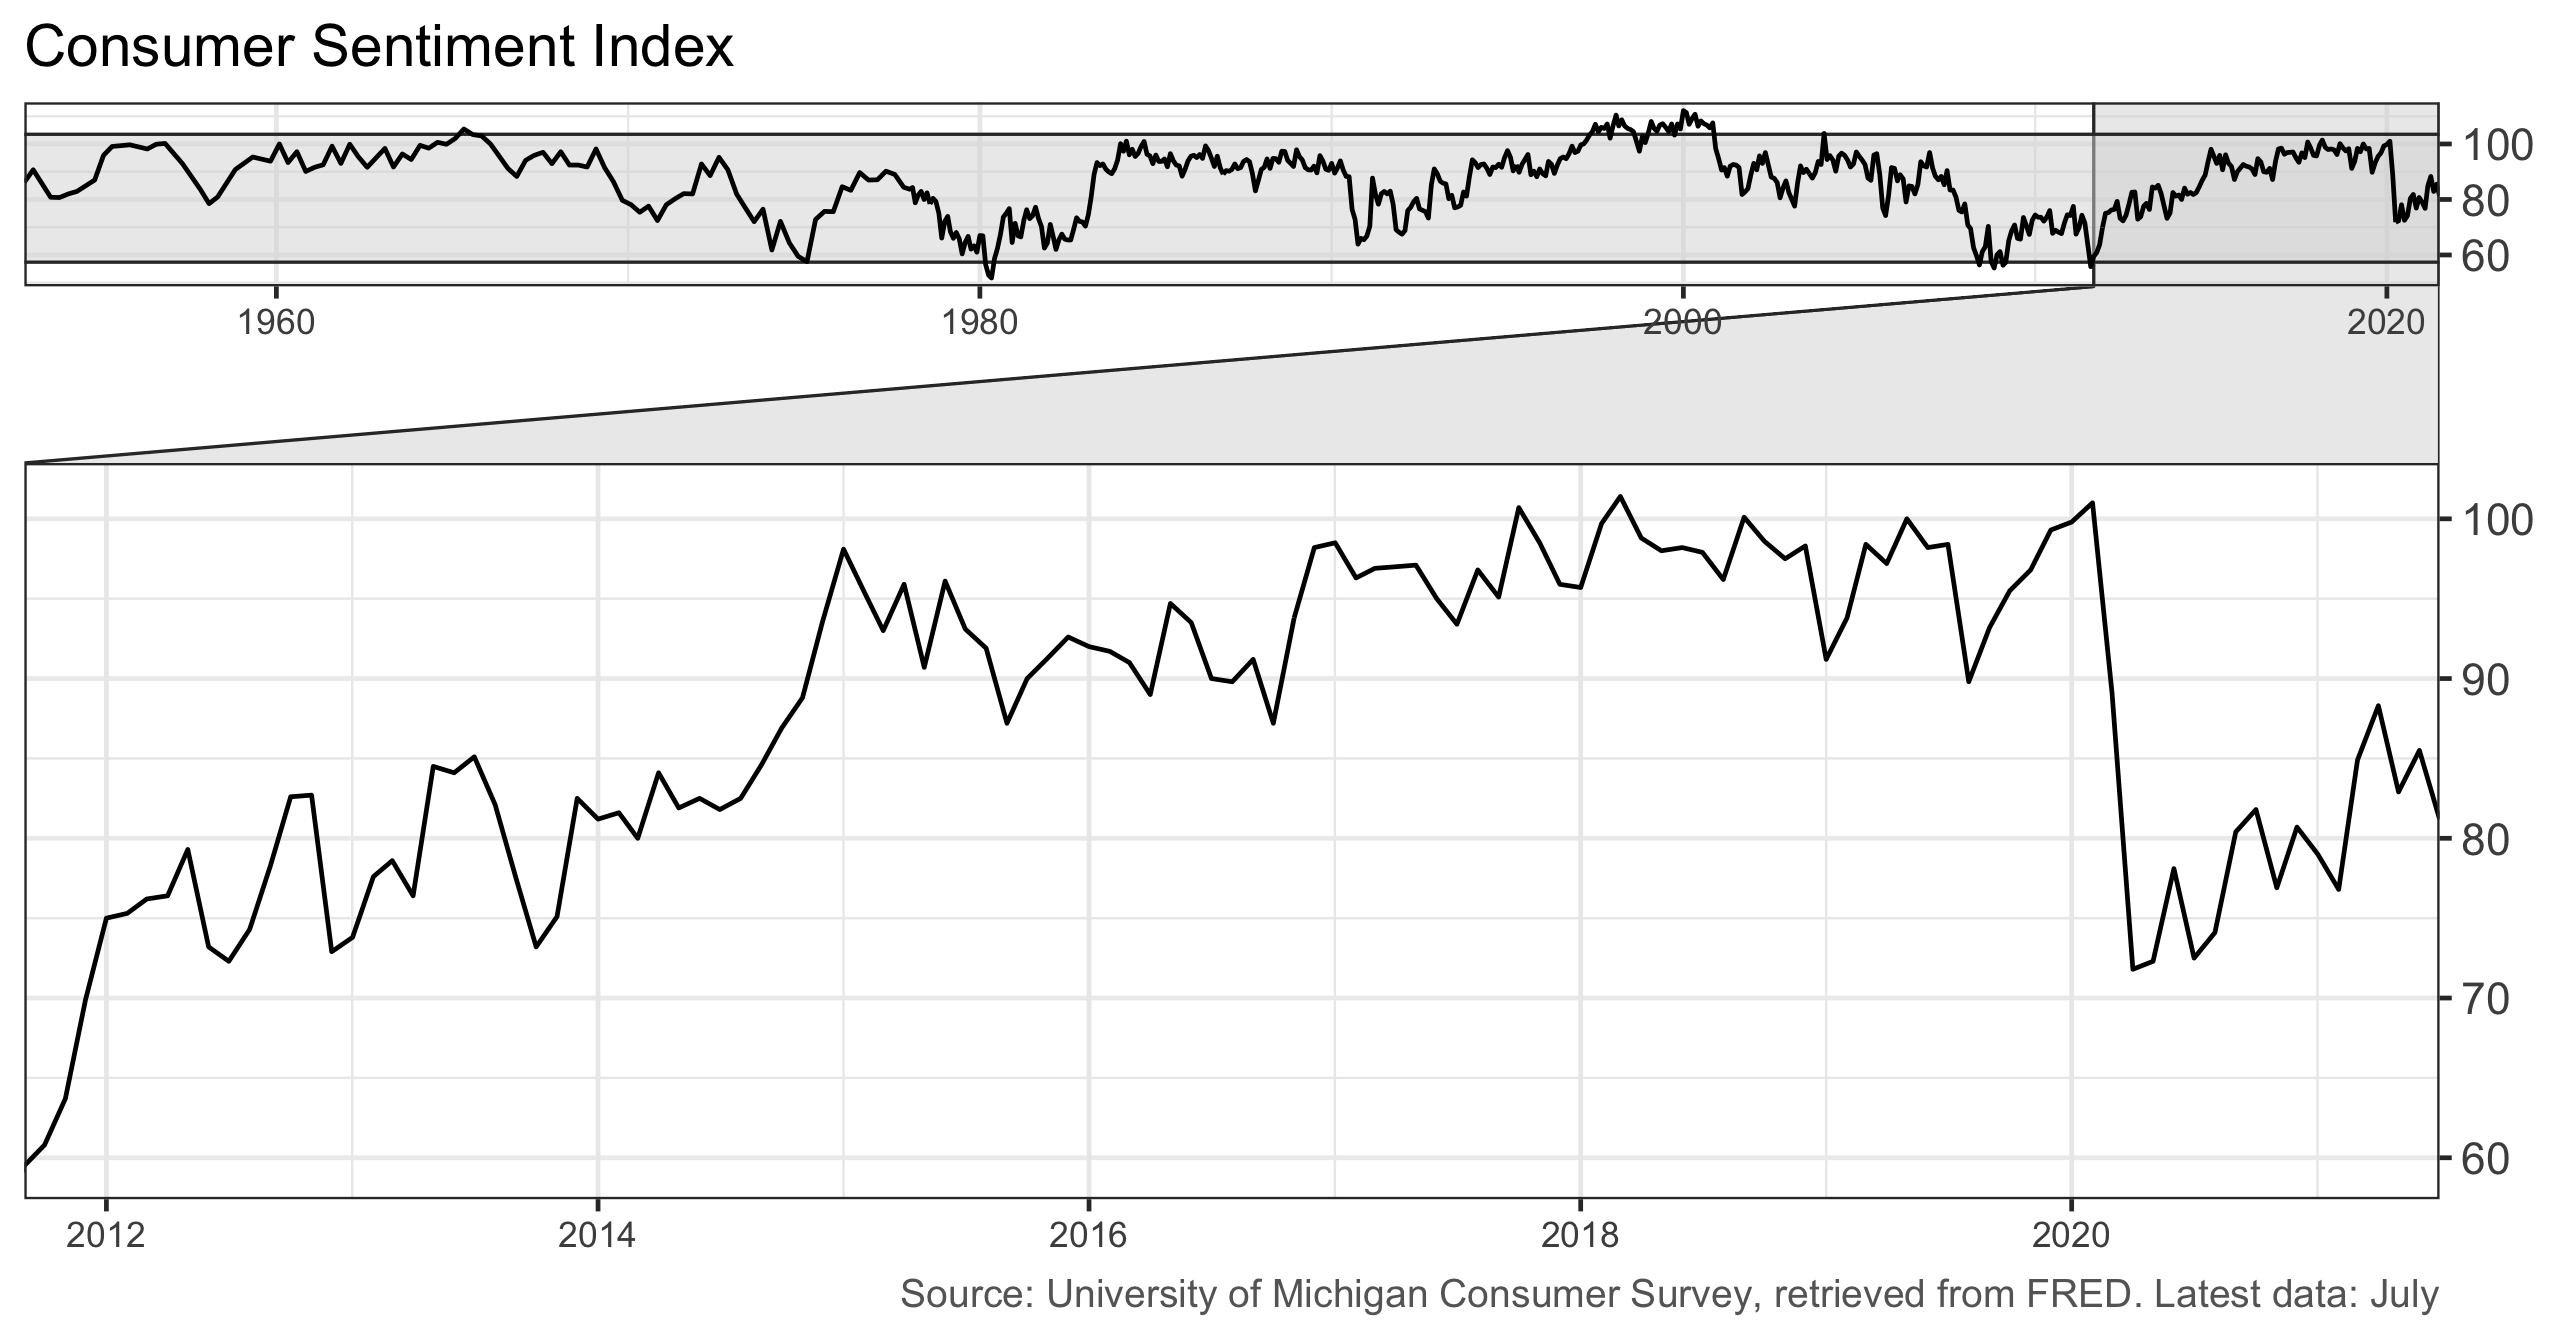 Consumer Sentiment Index
100
80
60
1960 1980 2000 2020
100
90
80
70
60
2012 2014 2016 2018 2020
Source: University of Michigan Consumer Survey, retrieved from FRED. Latest data: July